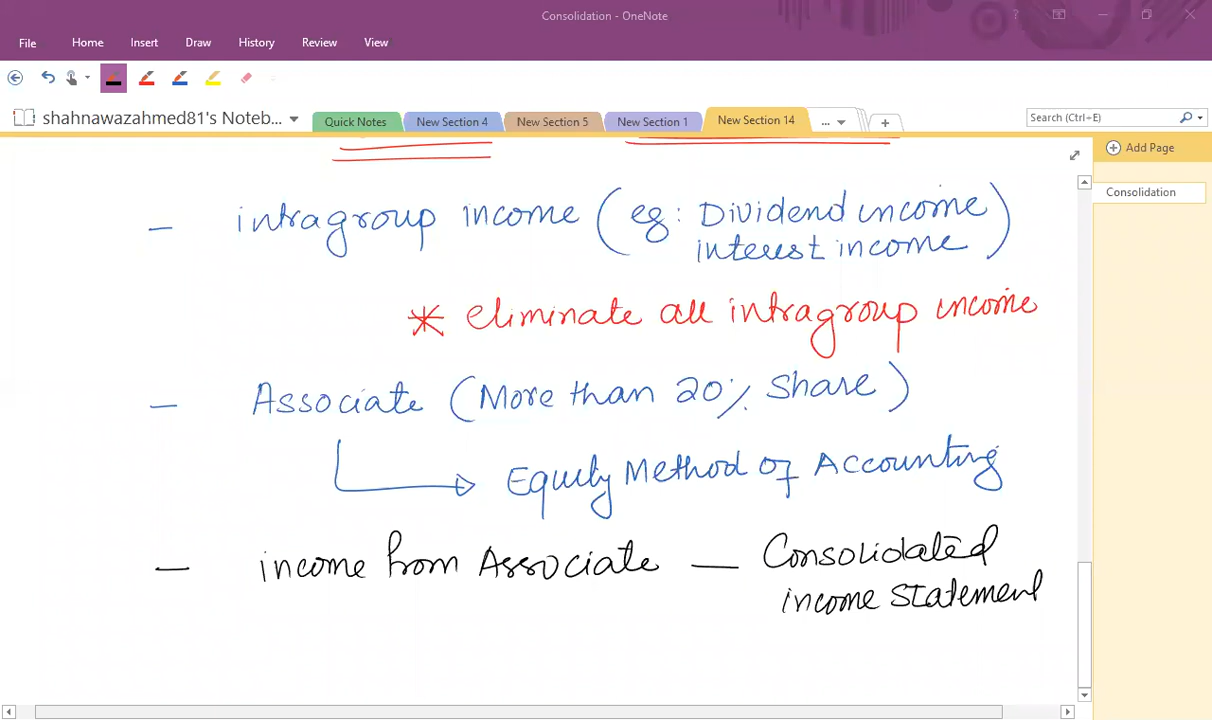 Consolidation - OneNote
?
File Home Insert Draw History Review View
shahnawazahmed81's Noteb... Quick Notes New Section 4 New Section 5 New Section 1 New Section 14 ... + Search (Ctrl+E)
Add Page
Consolidation
- intragroup income (eg: Dividend income
interest income)
* eliminate all intragroup income
- Associate (More than 20% Share)
Equity Method of Accounting
- income from Associate - Consolidated
income Statement